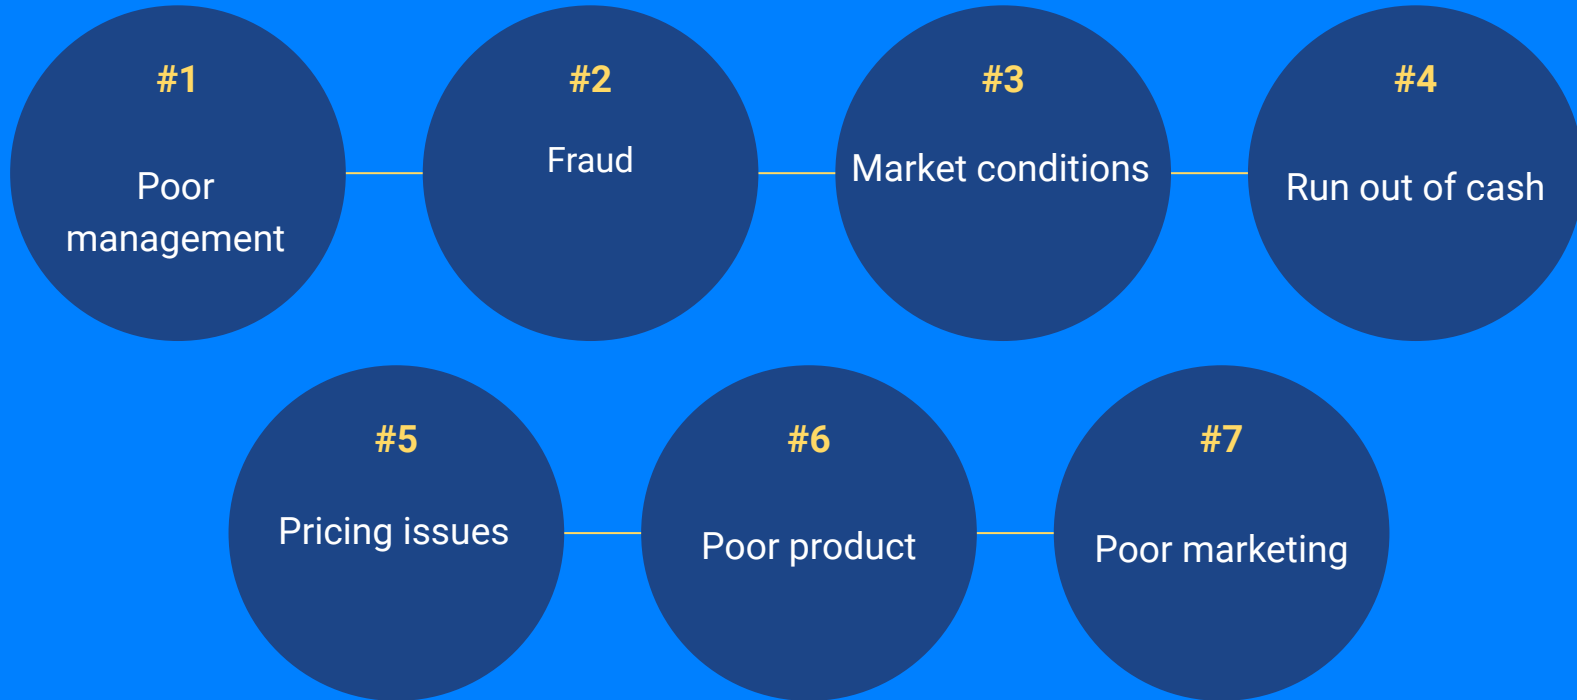 #1
Poor
management
#2
Fraud
#3
Market conditions
#4
Run out of cash
#5
Pricing issues
#6
Poor product
#7
Poor marketing